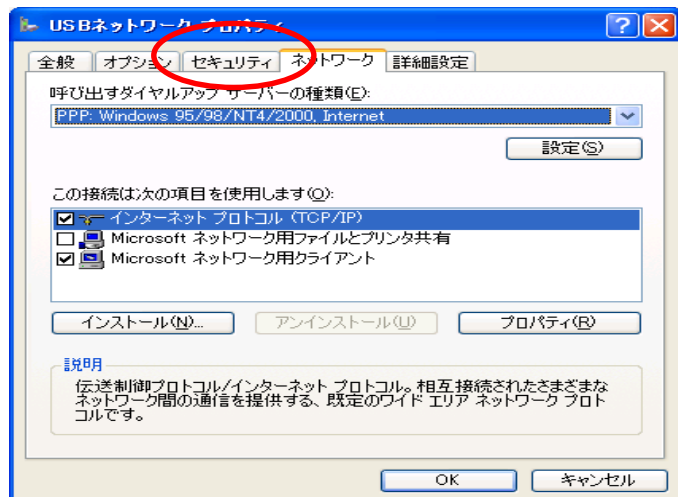 USBネットワーク プロパティ
全般 オプション セキュリティ ネットワーク 詳細設定
呼び出すダイヤルアップ サーバーの種類(E):
PPP: Windows 95/98/NT4/2000, Internet
設定(S)
この接続は次の項目を使用します(O):
インターネット プロトコル (TCP/IP)
Microsoft ネットワーク用ファイルとプリンタ共有
Microsoft ネットワーク用クライアント
インストール(N)... アンインストール(U) プロパティ(R)
説明
伝送制御プロトコル/インターネット プロトコル。相互接続されたさまざまな
ネットワーク間の通信を提供する、既定のワイド エリア ネットワーク プロト
コルです。
OK キャンセル